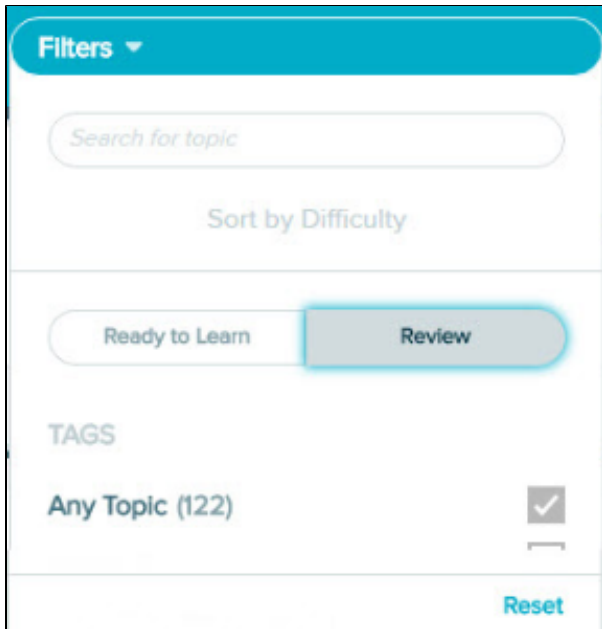 Filters
Search for topic
Sort by Difficulty
Ready to Learn Review
TAGS
Any Topic (122)
Reset